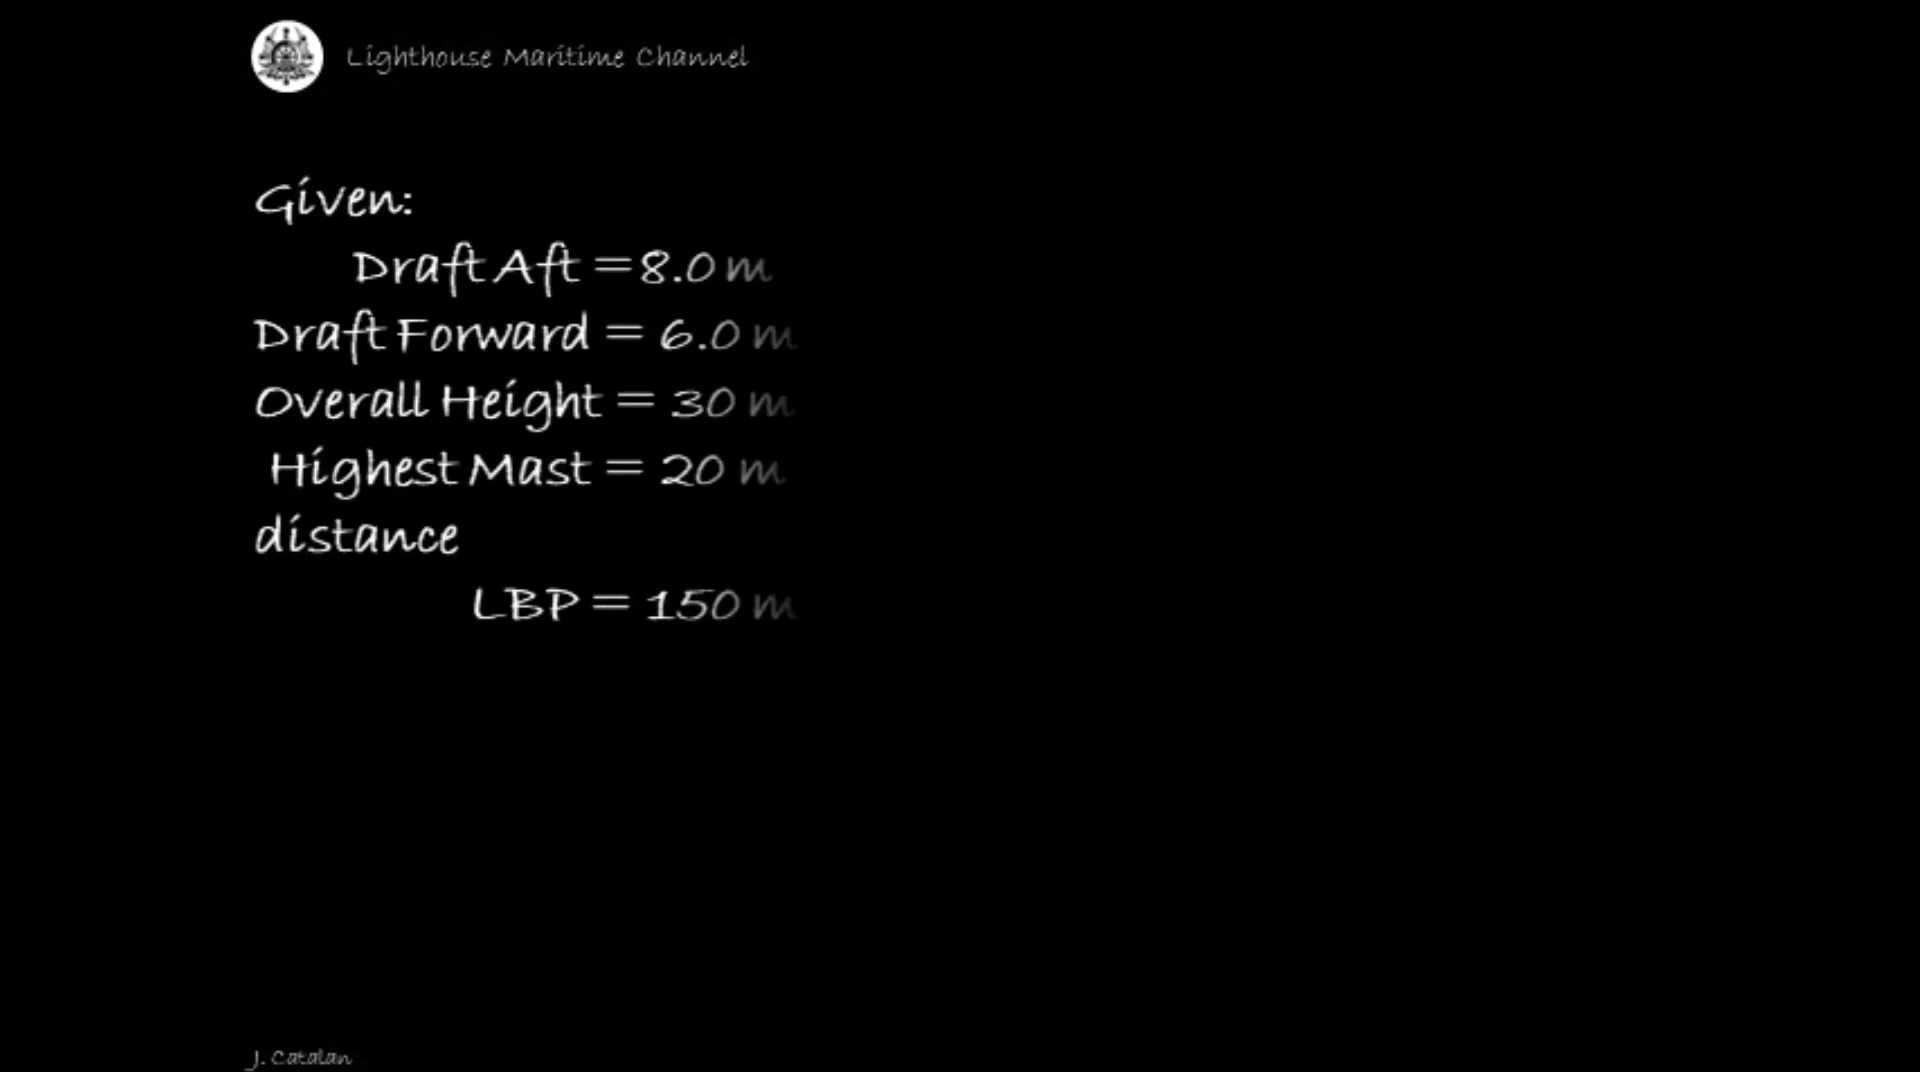 Lighthouse Maritime Channel
Given:
Draft Aft =8.0 m
Draft Forward = 6.0 m
Overall Height = 30 m
Highest Mast = 20 m
distance
LBP = 150 m
J. Catalan